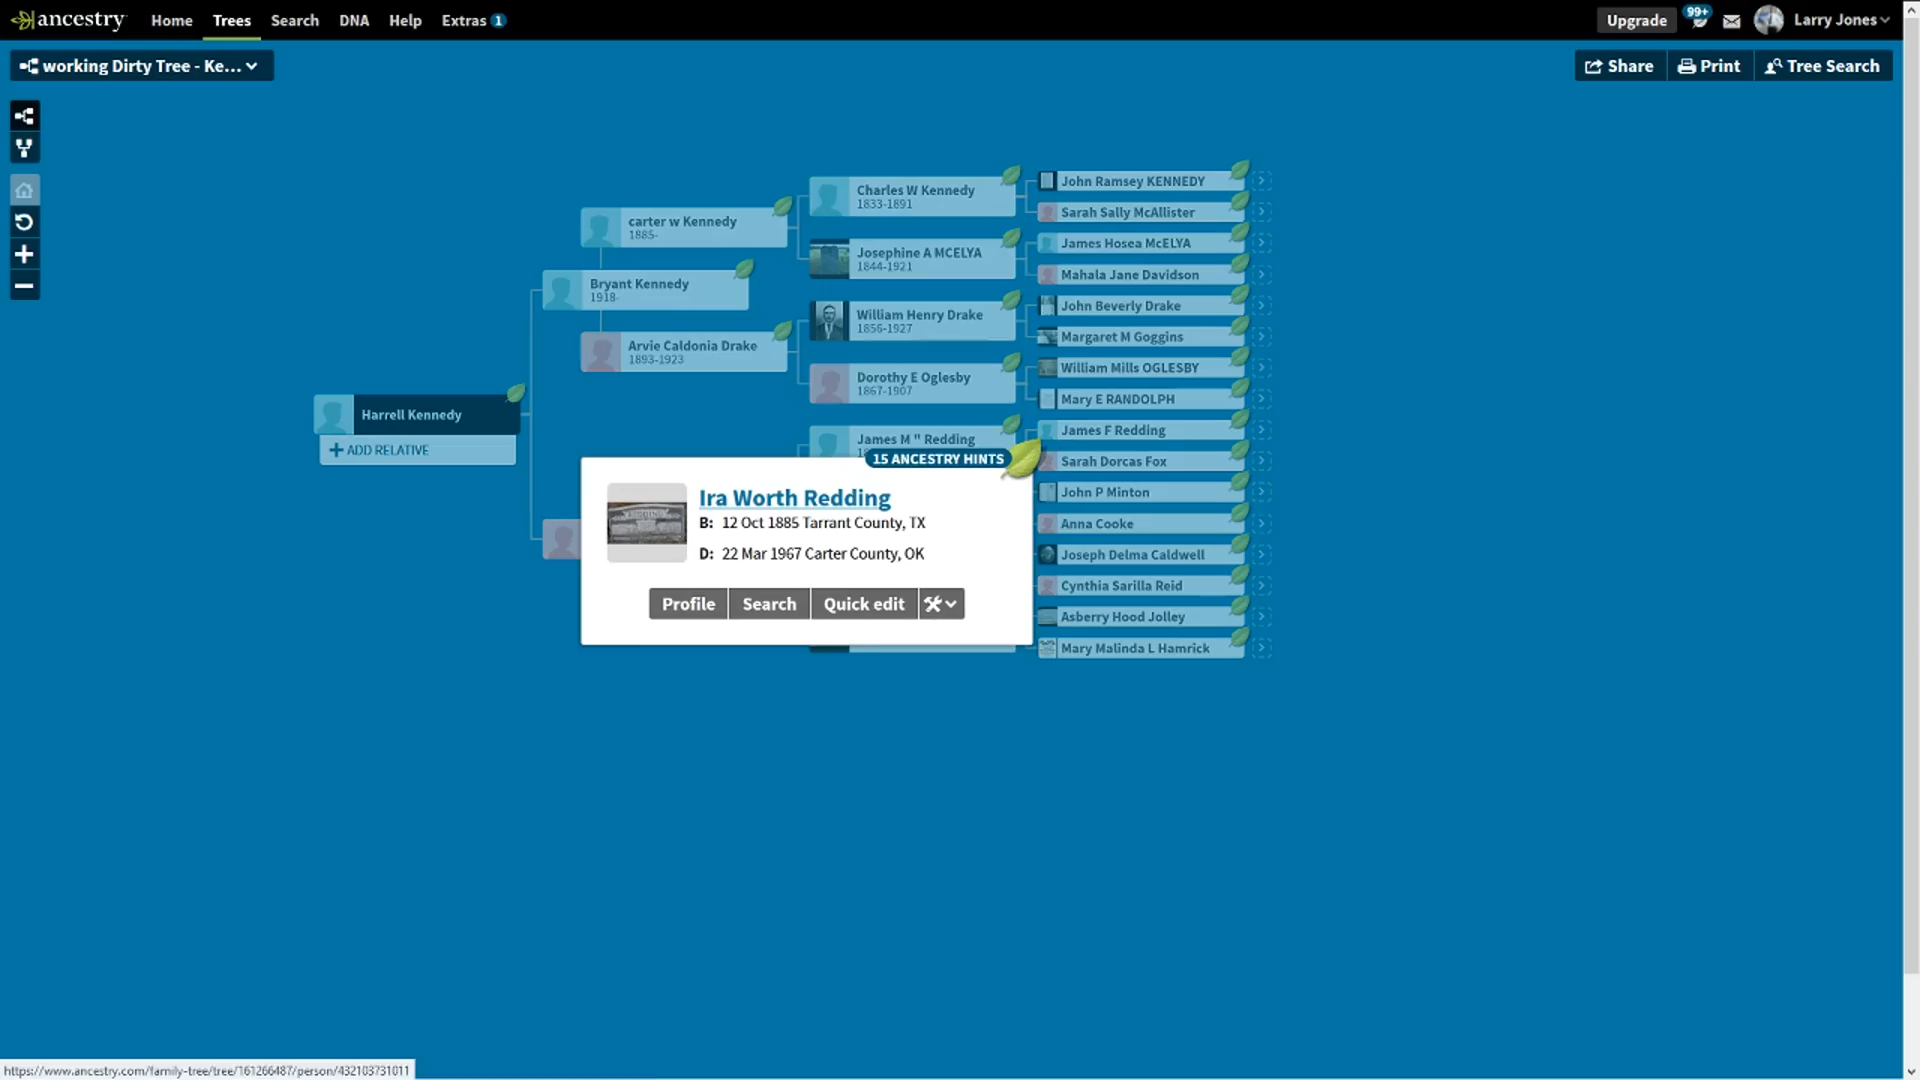 ancestry Home Trees Search DNA Help Extras 1 Upgrade 99+ Larry Jones
working Dirty Tree - Ke... Share Print Tree Search
John Ramsey KENNEDY
Charles W Kennedy
1833-1891
Sarah Sally McAllister
carter w Kennedy
1885-
James Hosea McELYA
Josephine A MCELYA
1844-1921
Mahala Jane Davidson
Bryant Kennedy
1918-
John Beverly Drake
William Henry Drake
1856-1927
Margaret M Goggins
Arvie Caldonia Drake
1893-1923
William Mills OGLESBY
Dorothy E Oglesby
1867-1907
Mary E RANDOLPH
Harrell Kennedy
ADD RELATIVE
James F Redding
James M " Redding
15 ANCESTRY HINTS
Sarah Dorcas Fox
John P Minton
Anna Cooke
Joseph Delma Caldwell
Cynthia Sarilla Reid
Asberry Hood Jolley
Mary Malinda L Hamrick
Ira Worth Redding
B: 12 Oct 1885 Tarrant County, TX
D: 22 Mar 1967 Carter County, OK
Profile Search Quick edit
https://www.ancestry.com/family-tree/tree/161266487/person/432103731011